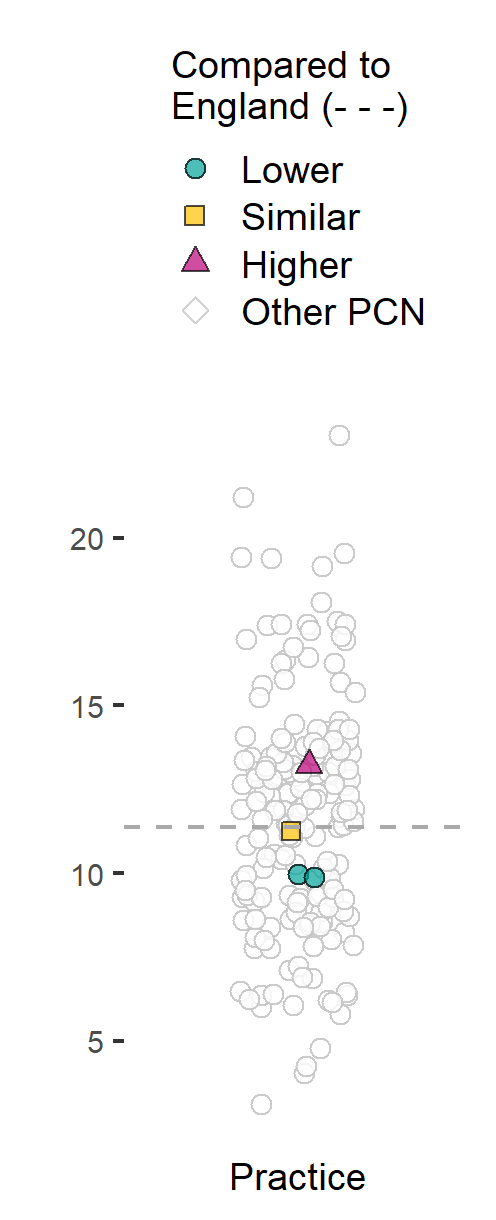 Compared to
England (- - -)
Lower
Similar
Higher
Other PCN
20
15
10
5
Practice